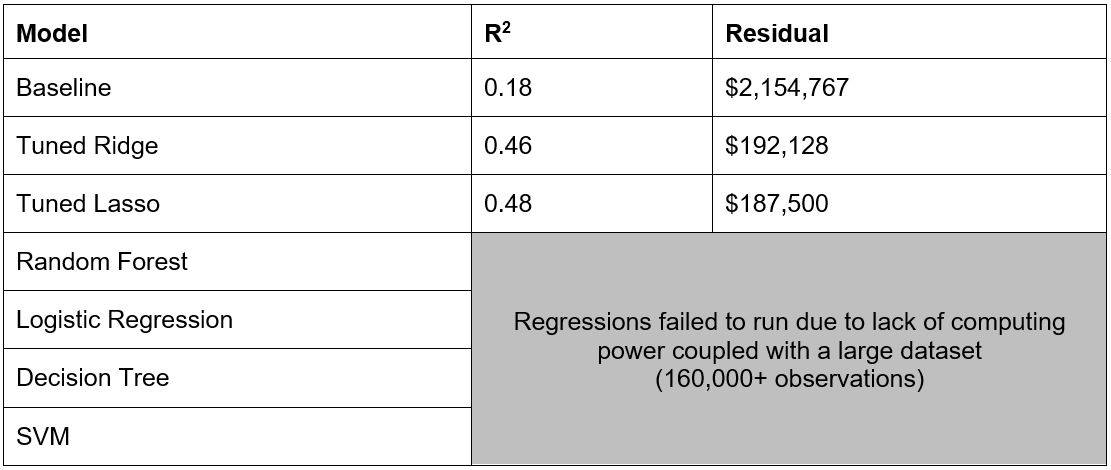 Model R² Residual
Baseline 0.18 $2,154,767
Tuned Ridge 0.46 $192,128
Tuned Lasso 0.48 $187,500
Random Forest
Logistic Regression
Decision Tree
SVM
Regressions failed to run due to lack of computing
power coupled with a large dataset
(160,000+ observations)